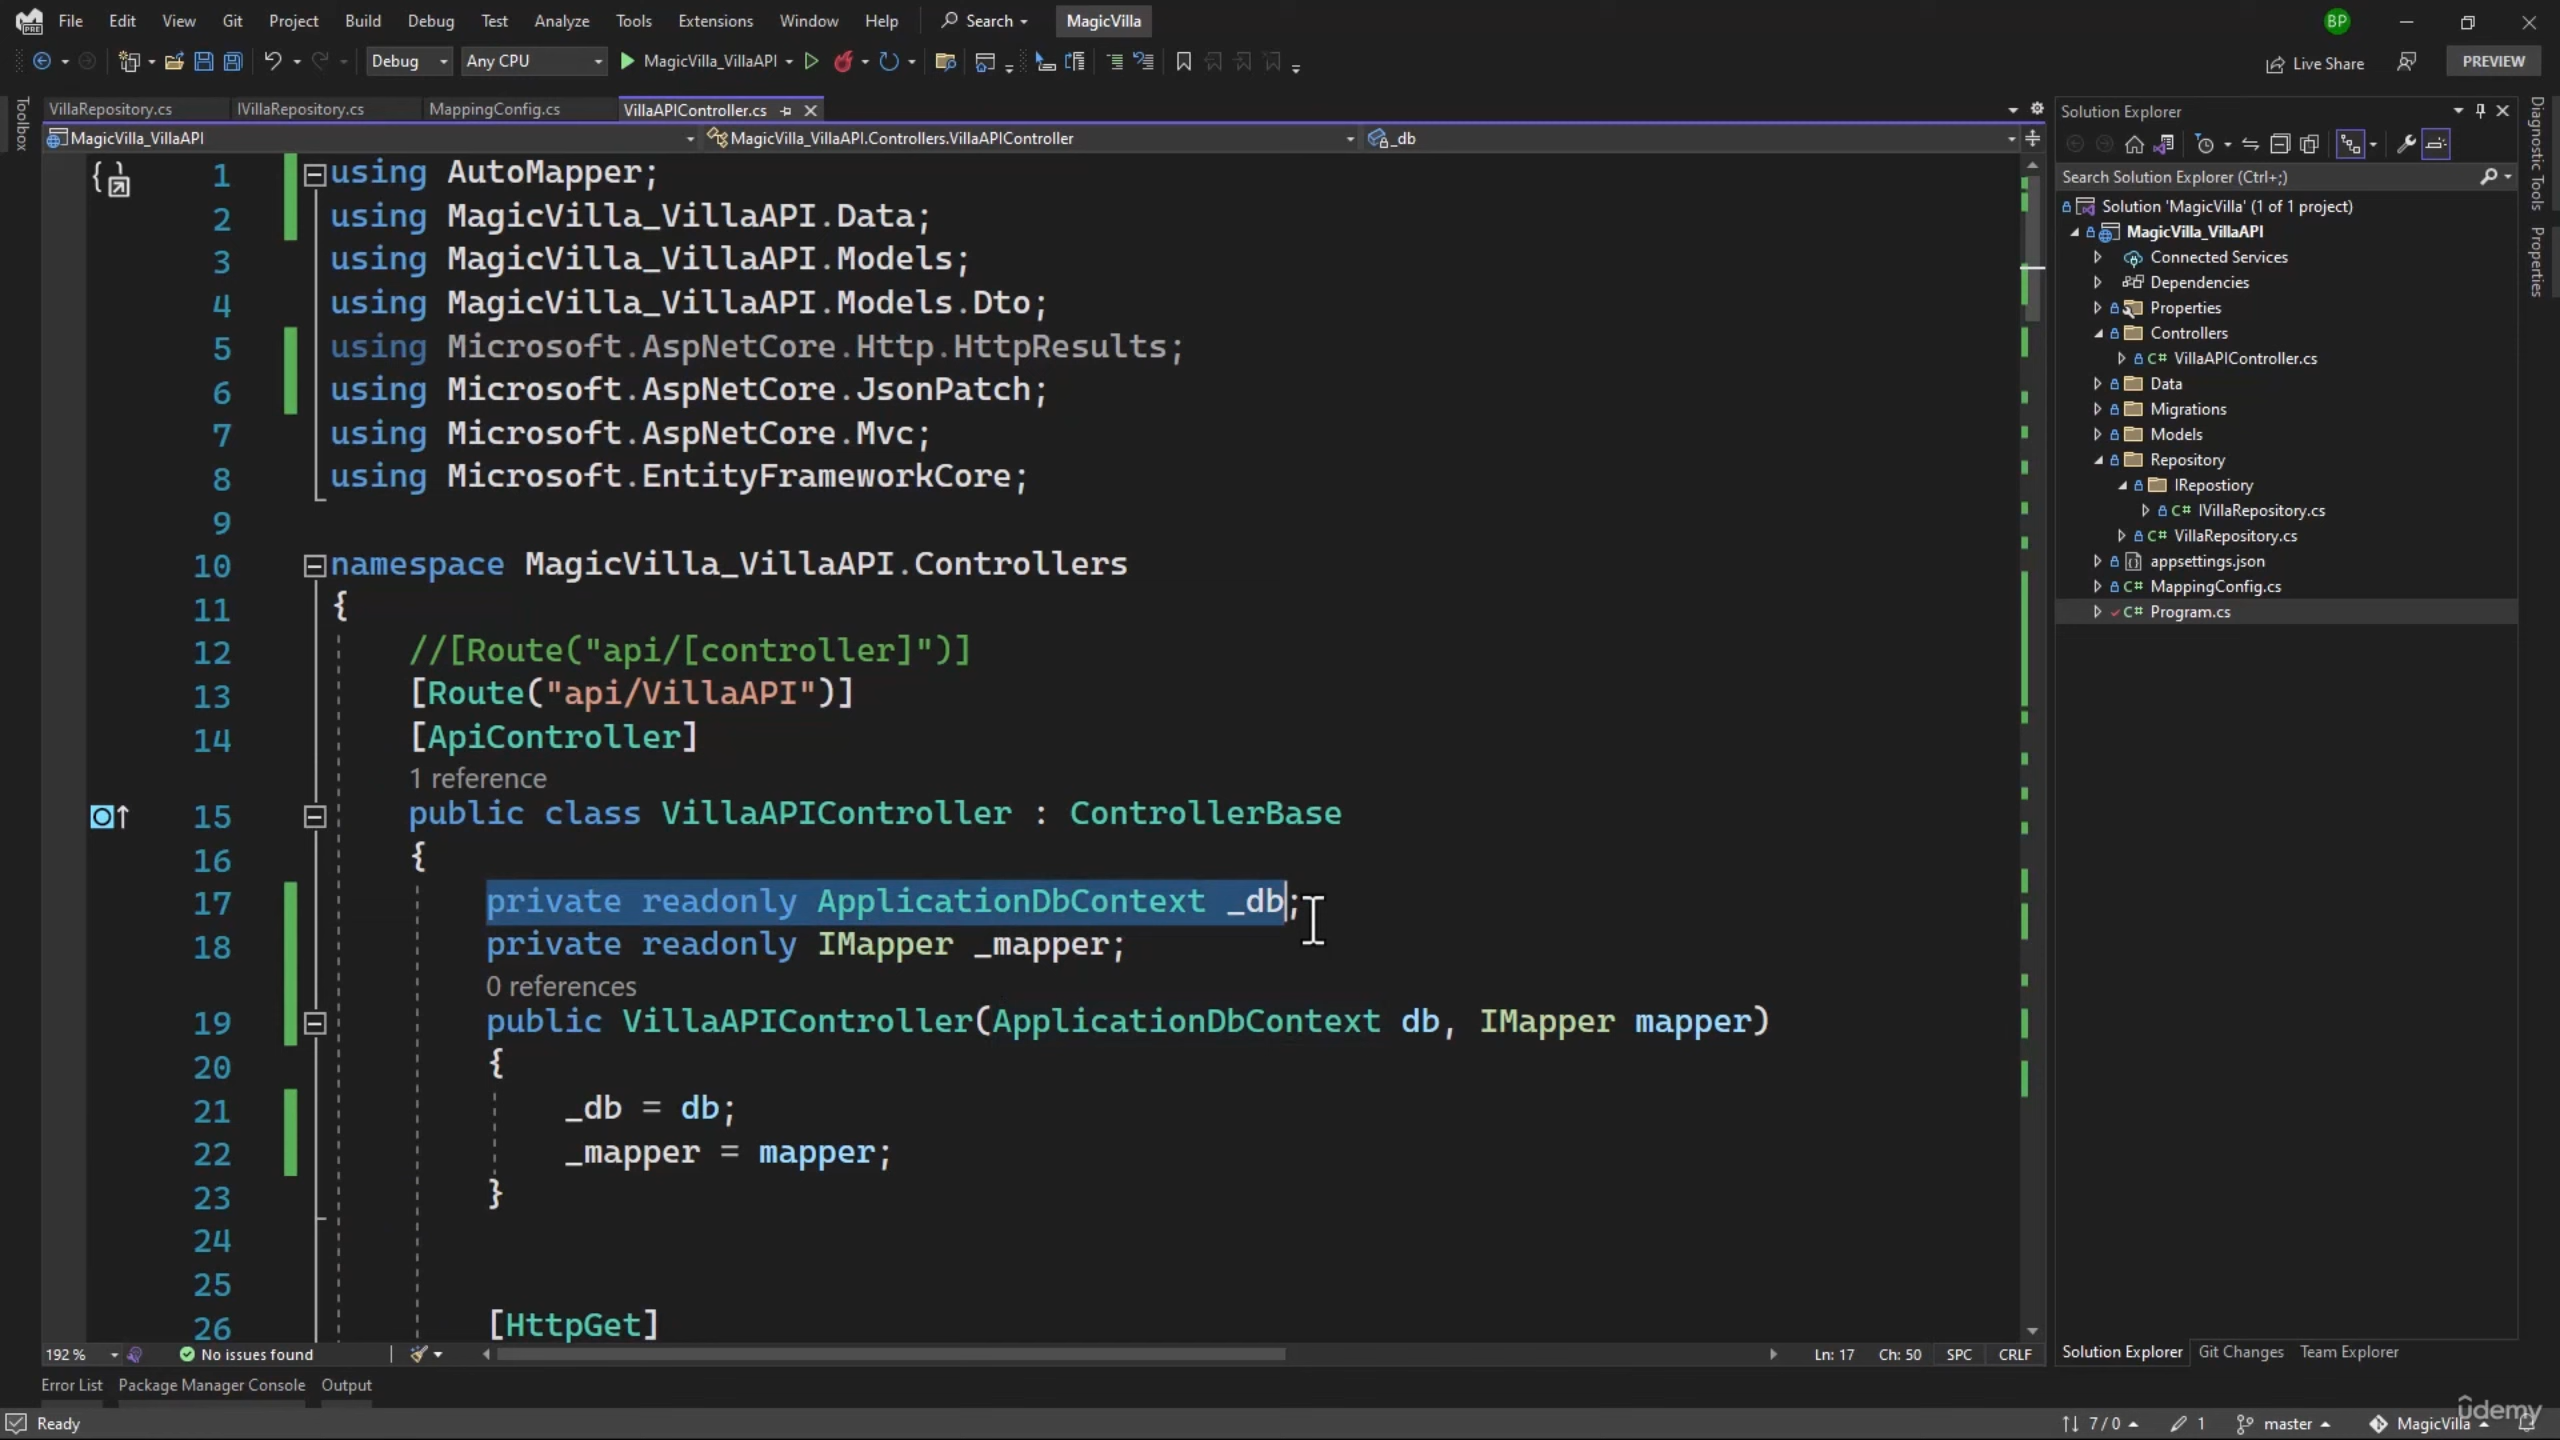 File Edit View Git Project Build Debug Test Analyze Tools Extensions Window Help Search MagicVilla BP
Debug Any CPU MagicVilla_VillaAPI Live Share PREVIEW
VillaRepository.cs IVillaRepository.cs MappingConfig.cs VillaAPIController.cs
MagicVilla_VillaAPI MagicVilla_VillaAPI.Controllers.VillaAPIController _db
Toolbox
1 using AutoMapper;
2 using MagicVilla_VillaAPI.Data;
3 using MagicVilla_VillaAPI.Models;
4 using MagicVilla_VillaAPI.Models.Dto;
5 using Microsoft.AspNetCore.Http.HttpResults;
6 using Microsoft.AspNetCore.JsonPatch;
7 using Microsoft.AspNetCore.Mvc;
8 using Microsoft.EntityFrameworkCore;
9
10 namespace MagicVilla_VillaAPI.Controllers
11 {
12 //[Route("api/[controller]")]
13 [Route("api/VillaAPI")]
14 [ApiController]
1 reference
15 public class VillaAPIController : ControllerBase
16 {
17 private readonly ApplicationDbContext _db;
18 private readonly IMapper _mapper;
0 references
19 public VillaAPIController(ApplicationDbContext db, IMapper mapper)
20 {
21 _db = db;
22 _mapper = mapper;
23 }
24
25
26 [HttpGet]
192 % No issues found Ln: 17 Ch: 50 SPC CRLF
Error List Package Manager Console Output
Solution Explorer
Search Solution Explorer (Ctrl+;)
Solution 'MagicVilla' (1 of 1 project)
MagicVilla_VillaAPI
Connected Services
Dependencies
Properties
Controllers
C# VillaAPIController.cs
Data
Migrations
Models
Repository
IRepostiory
C# IVillaRepository.cs
C# VillaRepository.cs
appsettings.json
C# MappingConfig.cs
C# Program.cs
Solution Explorer Git Changes Team Explorer
Diagnostic Tools
Properties
Ready 7 / 0 1 master MagicVilla
udemy